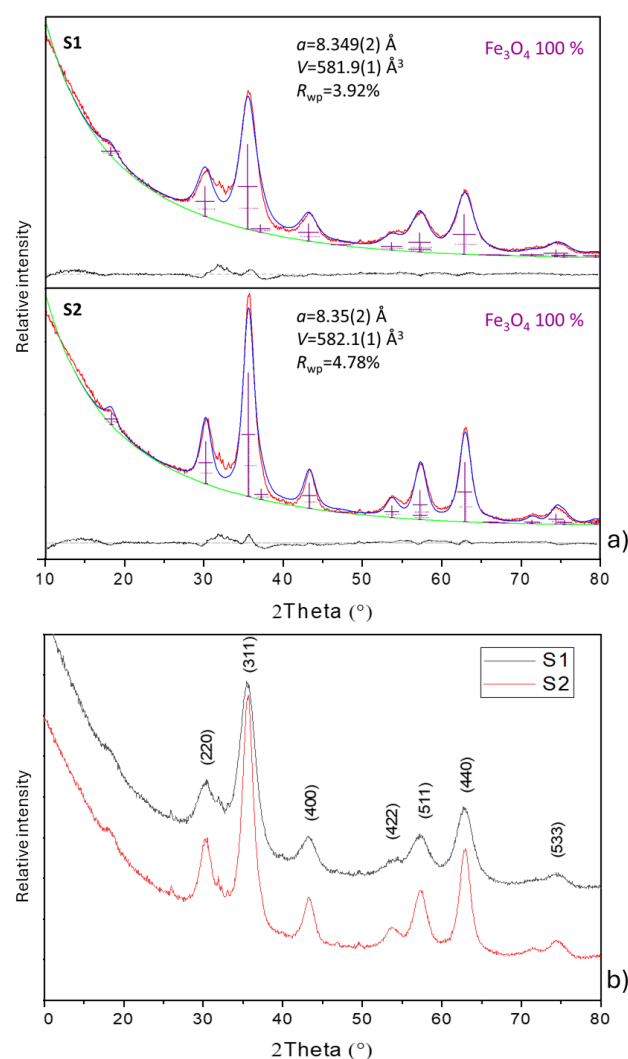 S1
a=8.349(2) Å
V=581.9(1) Å³
Rwp=3.92%
Fe₃O₄ 100 %
S2
a=8.35(2) Å
V=582.1(1) Å³
Rwp=4.78%
Fe₃O₄ 100 %
Relative intensity
Relative intensity
10 20 30 40 50 60 70 80
2Theta (°)
a)
S1
S2
(220)
(311)
(400)
(422)
(511)
(440)
(533)
Relative intensity
0 20 30 40 50 60 70 80
2Theta (°)
b)